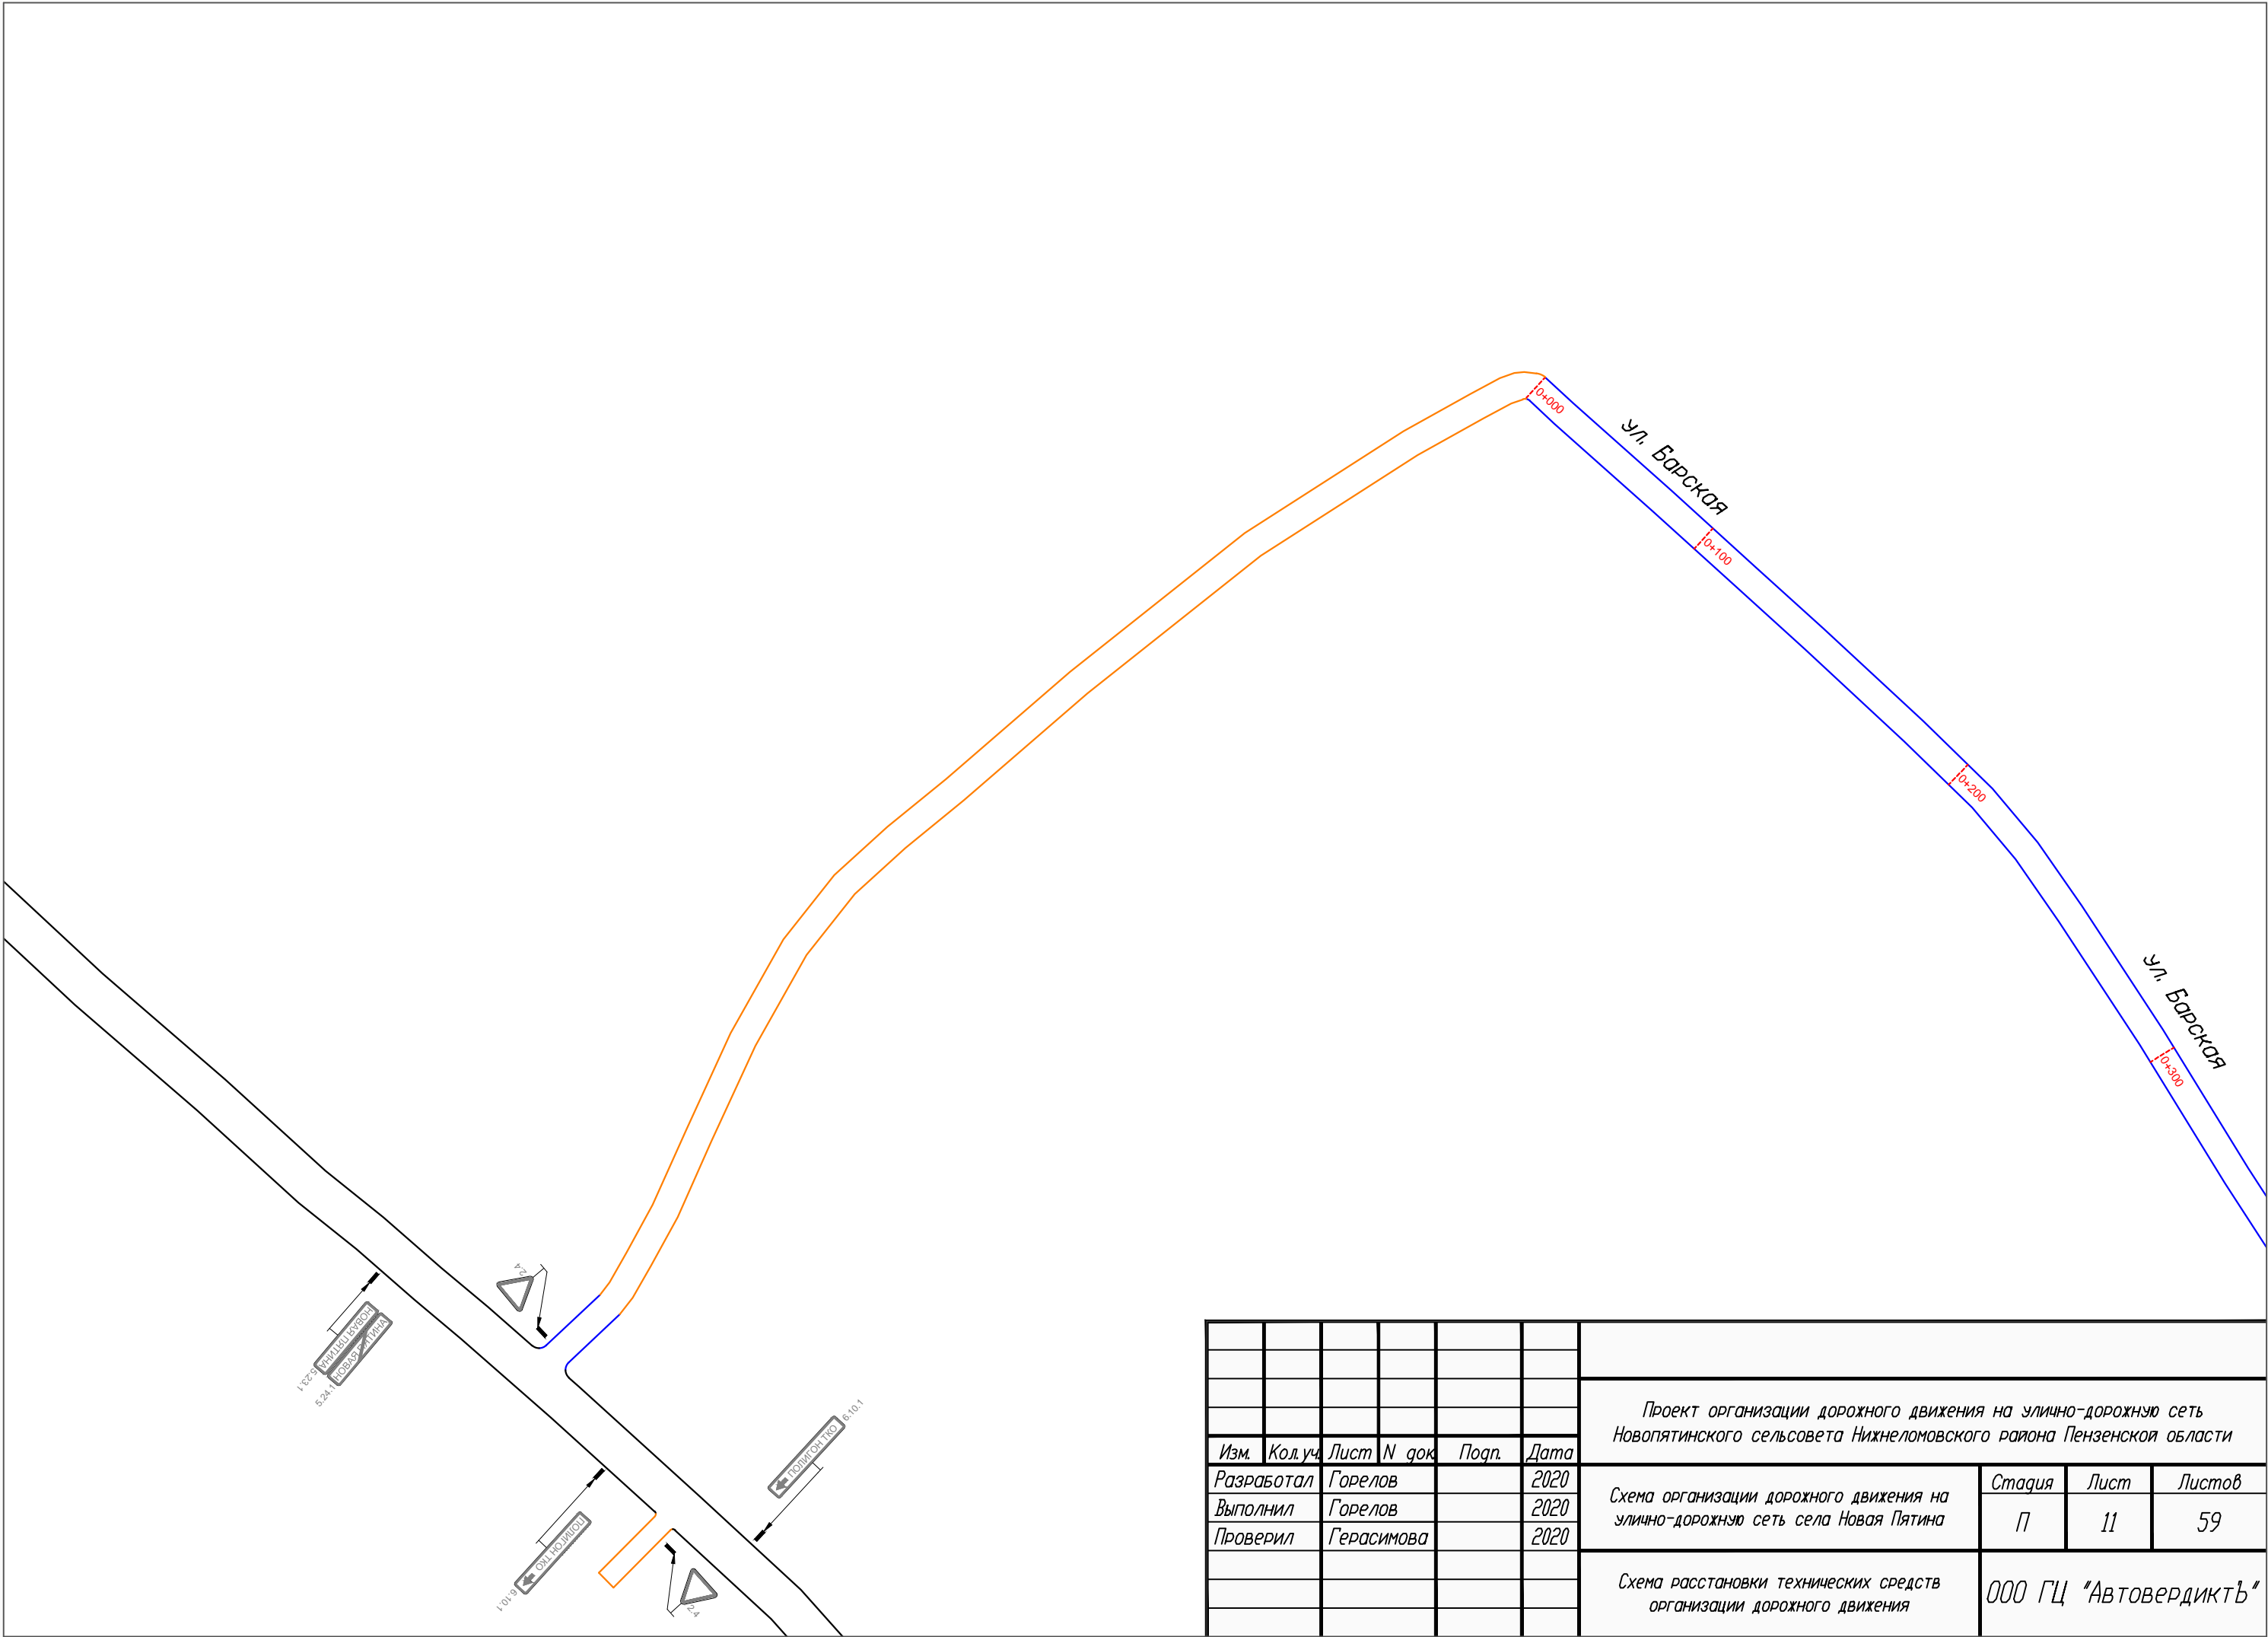 0+000
ул. Барская
0+100
0+200
ул. Барская
0+300
2.4
НОВАЯ ПЯТИНА
5.23.1
НОВАЯ ПЯТИНА
5.24.1
ПОЛИГОН ТКО
6.10.1
ПОЛИГОН ТКО
6.10.1
2.4
Проект организации дорожного движения на улично-дорожную сеть
Новопятинского сельсовета Нижнеломовского района Пензенской области
Изм. Кол.уч. Лист N док Подп. Дата
Разработал Горелов 2020
Выполнил Горелов 2020
Проверил Герасимова 2020
Схема организации дорожного движения на
улично-дорожную сеть села Новая Пятина
Стадия Лист Листов
П 11 59
Схема расстановки технических средств
организации дорожного движения
ООО ГЦ "АвтовердиктЪ"